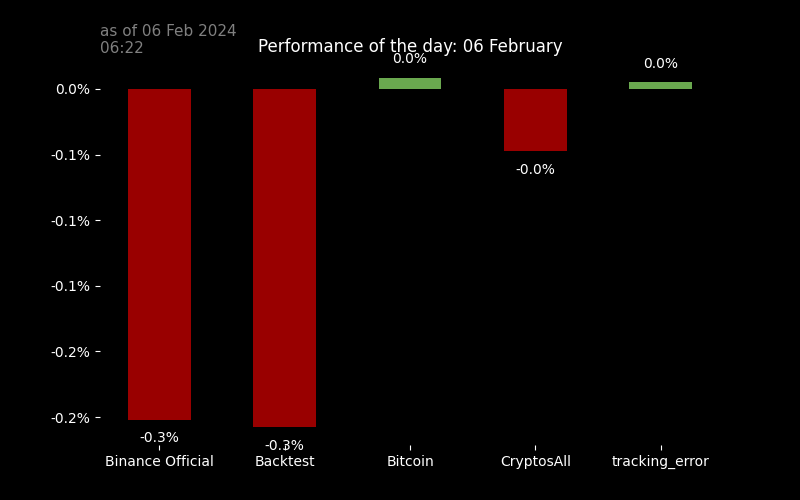 as of 06 Feb 2024
06:22
Performance of the day: 06 February
0.0%
0.0%
0.0%
-0.1%
-0.0%
-0.1%
-0.1%
-0.2%
-0.2%
-0.3%
-0.3%
Binance Official
Backtest
Bitcoin
CryptosAll
tracking_error